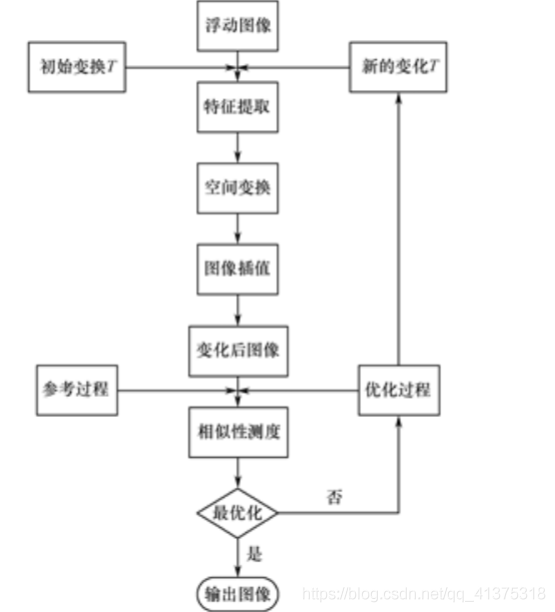 浮动图像
初始变换T
新的变化T
特征提取
空间变换
图像插值
变化后图像
参考过程
优化过程
相似性测度
最优化
否
是
输出图像
https://blog.csdn.net/qq_41375318